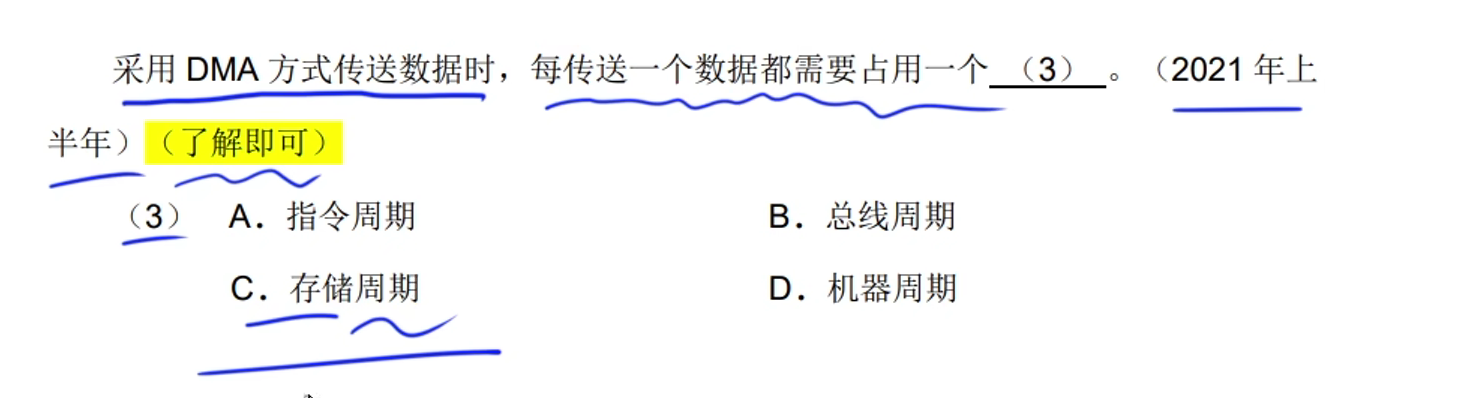 采用 DMA 方式传送数据时，每传送一个数据都需要占用一个 （3） 。（2021 年上
半年）（了解即可）
（3） A．指令周期 B．总线周期
C．存储周期 D．机器周期